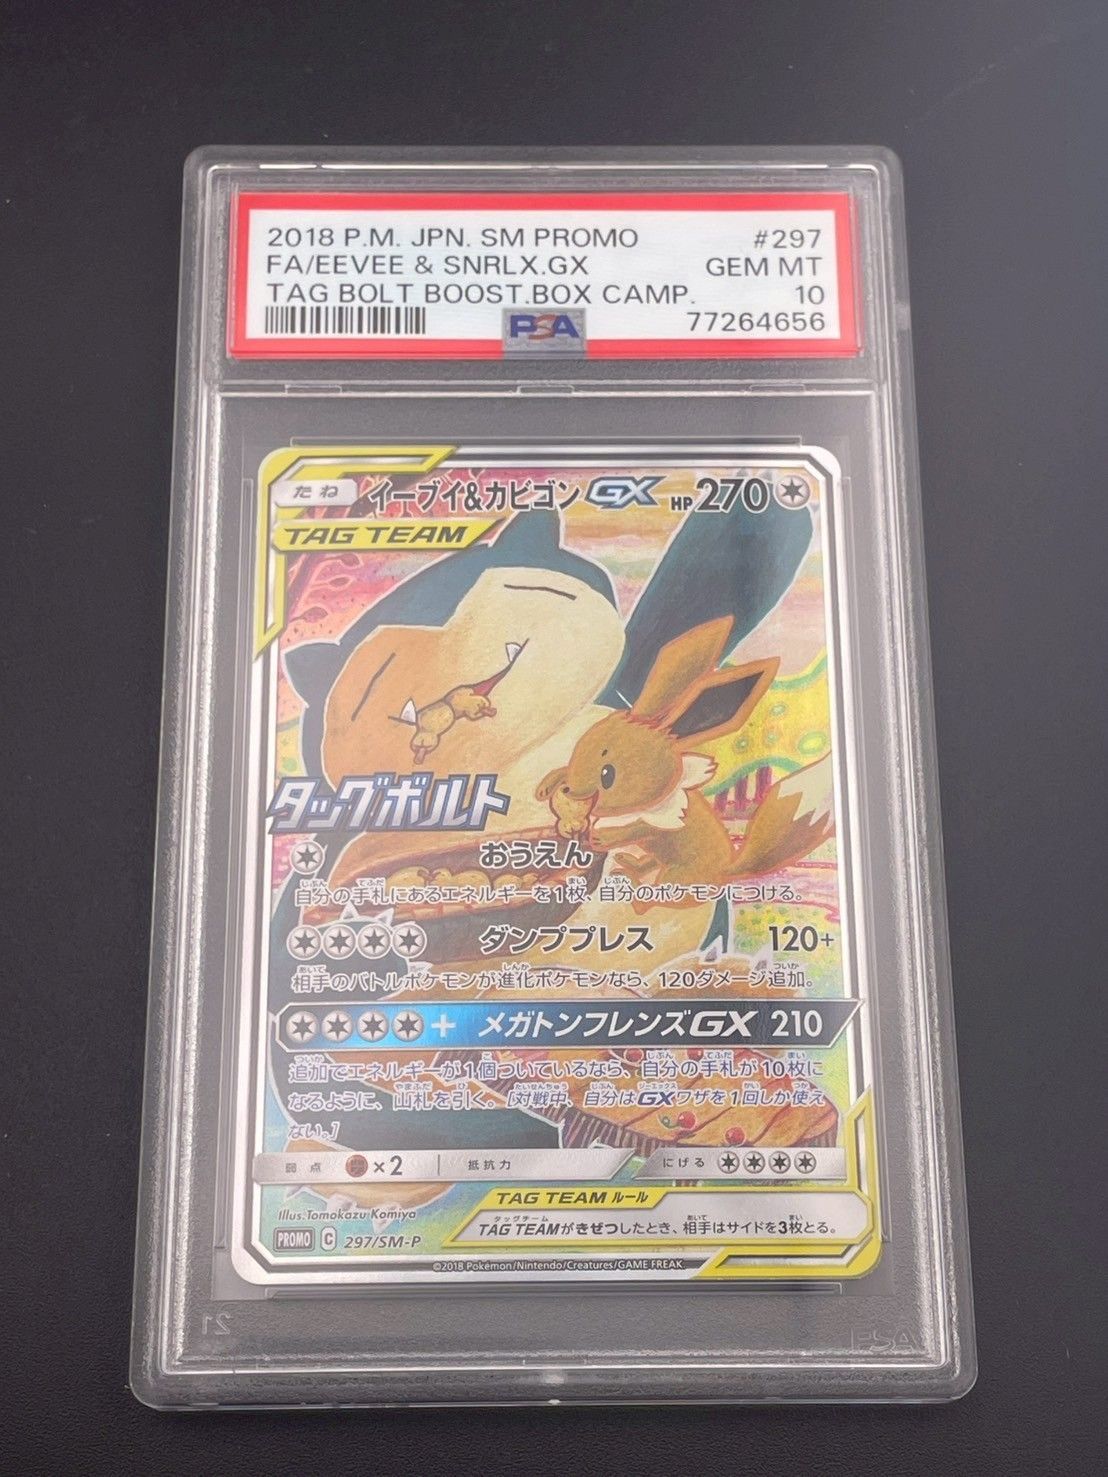 2018 P.M. JPN. SM PROMO #297
FA/EEVEE & SNRLX.GX GEM MT
TAG BOLT BOOST.BOX CAMP. 10
PSA 77264656
たね イーブイ&カビゴンGX HP270
TAG TEAM
タッグボルト
おうえん
自分の手札にあるエネルギーを1枚、自分のポケモンにつける。
ダンププレス 120+
相手のバトルポケモンが進化ポケモンなら、120ダメージ追加。
+ メガトンフレンズGX 210
追加でエネルギーが1個ついているなら、自分の手札が10枚に
なるように、山札を引く。[対戦中、自分はGXワザを1回しか使え
ない。]
弱点 ×2 抵抗力 にげる
Illus.Tomokazu Komiya TAG TEAM ルール
TAG TEAMがきぜつしたとき、相手はサイドを3枚とる。
PROMO C 297/SM-P
©2018 Pokémon/Nintendo/Creatures/GAME FREAK.
PSA